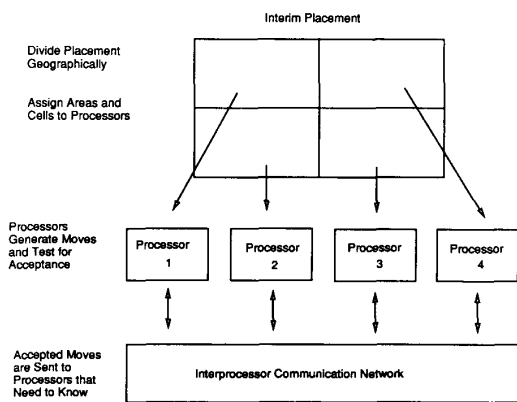 Interim Placement
Divide Placement
Geographically
Assign Areas and
Cells to Processors
Processors
Generate Moves
and Test for
Acceptance
Processor
1
Processor
2
Processor
3
Processor
4
Accepted Moves
are Sent to
Processors that
Need to Know
Interprocessor Communication Network